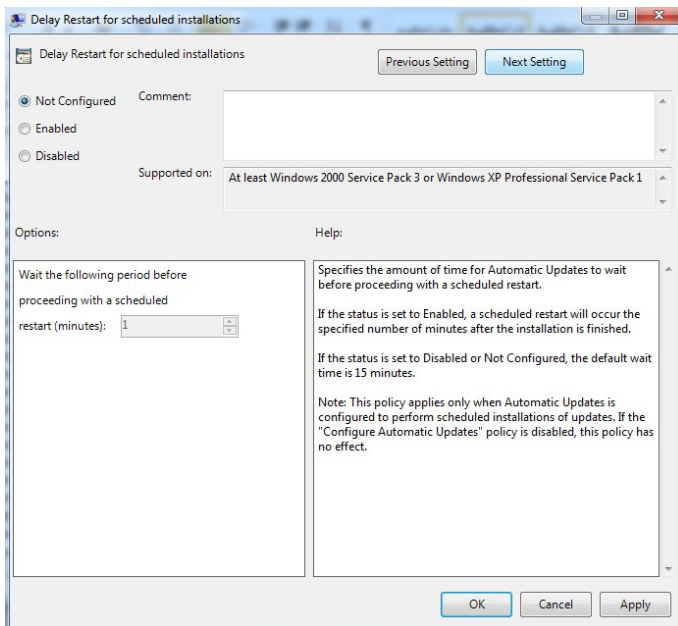 Delay Restart for scheduled installations
Delay Restart for scheduled installations
Previous Setting
Next Setting
Not Configured
Comment:
Enabled
Disabled
Supported on:
At least Windows 2000 Service Pack 3 or Windows XP Professional Service Pack 1
Options:
Help:
Wait the following period before
proceeding with a scheduled
restart (minutes): 1
Specifies the amount of time for Automatic Updates to wait
before proceeding with a scheduled restart.
If the status is set to Enabled, a scheduled restart will occur the
specified number of minutes after the installation is finished.
If the status is set to Disabled or Not Configured, the default wait
time is 15 minutes.
Note: This policy applies only when Automatic Updates is
configured to perform scheduled installations of updates. If the
"Configure Automatic Updates" policy is disabled, this policy has
no effect.
OK
Cancel
Apply